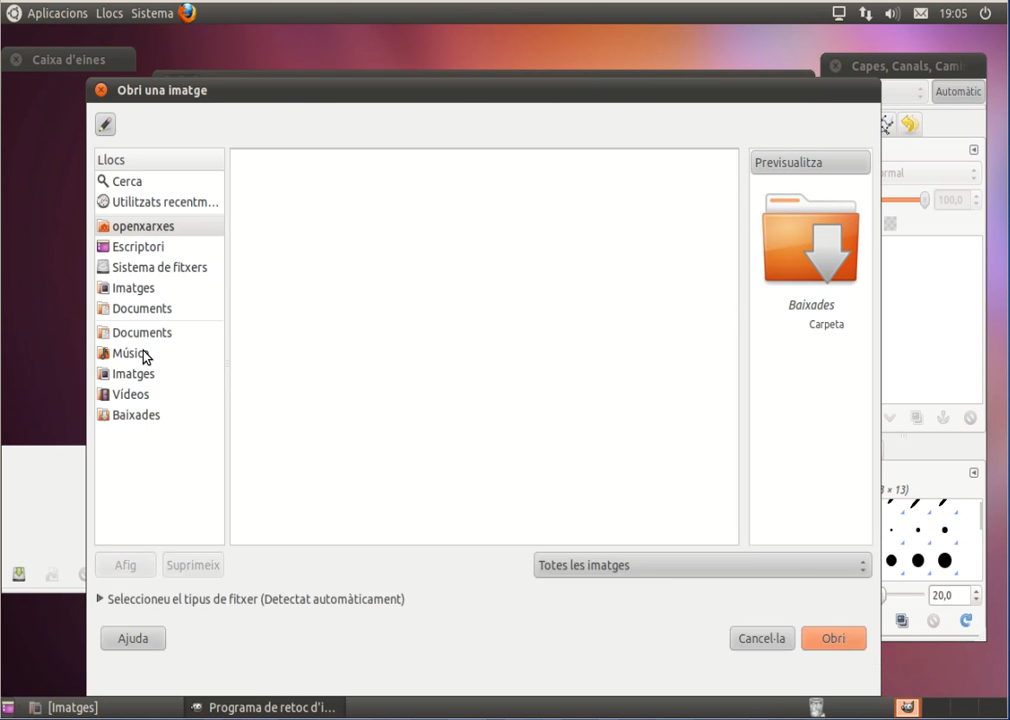 Aplicacions Llocs Sistema 19:05
Caixa d'eines
Capes, Canals, Cami
Obri una imatge
Automàtic
Llocs
Previsualitza
Cerca
Utilitzats recentm...
100,0
openxarxes
Escriptori
Sistema de fitxers
Imatges
Baixades
Documents
Carpeta
Documents
Músic
Imatges
Vídeos
Baixades
× 13)
Afig Suprimeix Totes les imatges
20,0
Seleccioneu el tipus de fitxer (Detectat automàticament)
Ajuda Cancel·la Obri
[Imatges] Programa de retoc d'i...